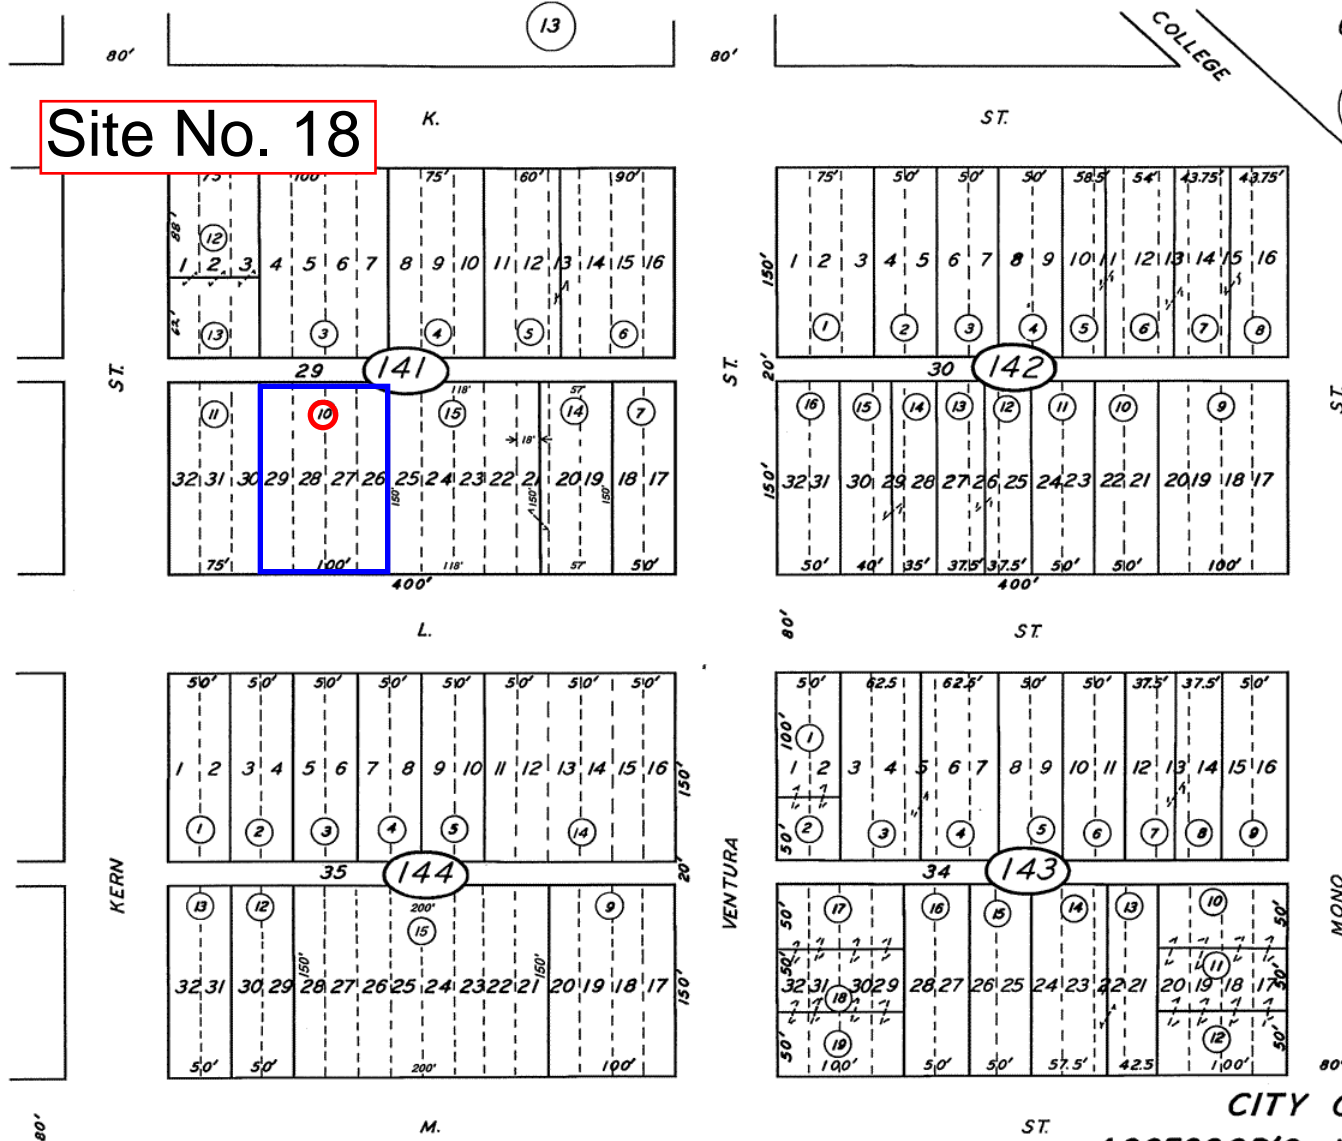 13
80' 80' COLLEGE
K. ST.
Site No. 18
75' 100' 75' 60' 90' 75' 50' 50' 50' 58.5' 54' 43.75' 43.75'
88' 12
1 2 3 4 5 6 7 8 9 10 11 12 13 14 15 16 150' 1 2 3 4 5 6 7 8 9 10 11 12 13 14 15 16
62' 13 3 4 5 6 1 2 3 4 5 6 7 8
ST. 29 141 ST. 20' 30 142 ST.
11 10 118' 15 57' 14 7 16 15 14 13 12 11 10 9
18'
32 31 30 29 28 27 26 25 24 23 22 21 20 19 18 17 150' 32 31 30 29 28 27 26 25 24 23 22 21 20 19 18 17
150' 150' 150'
75' 100' 118' 57' 50' 50' 40' 35' 37.5' 37.5' 50' 50' 100'
400' 400'
L. 80' ST.
50' 50' 50' 50' 50' 50' 50' 50' 50' 62.5 62.5' 50' 50' 37.5' 37.5' 50'
100' 1
1 2 3 4 5 6 7 8 9 10 11 12 13 14 15 16 150' 1 2 3 4 5 6 7 8 9 10 11 12 13 14 15 16
1 2 3 4 5 14 50' 2 3 4 5 6 7 8 9
KERN 35 144 20' VENTURA 34 143 MONO
13 12 200' 9 50' 17 16 15 14 13 10 50'
15
150' 150' 50' 11 50'
32 31 30 29 28 27 26 25 24 23 22 21 20 19 18 17 150' 32 31 30 29 28 27 26 25 24 23 22 21 20 19 18 17
18
50' 19 12 50'
50' 50' 200' 100' 100' 50' 50' 57.5' 42.5 100' 80'
80' M. ST.
CITY